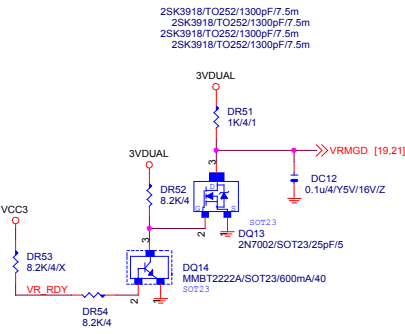 2SK3918/TO252/1300pF/7.5m
2SK3918/TO252/1300pF/7.5m
2SK3918/TO252/1300pF/7.5m
2SK3918/TO252/1300pF/7.5m
3VDUAL
DR51
1K/4/1
VRMGD [19,21]
3VDUAL
3
DC12
0.1u/4/Y5V/16V/Z
DR52
8.2K/4
D
G
S
SOT23
2
1
DQ13
2N7002/SOT23/25pF/5
VCC3
3
DQ14
MMBT2222A/SOT23/600mA/40
SOT23
DR53
8.2K/4/X
VR_RDY
2
1
DR54
8.2K/4